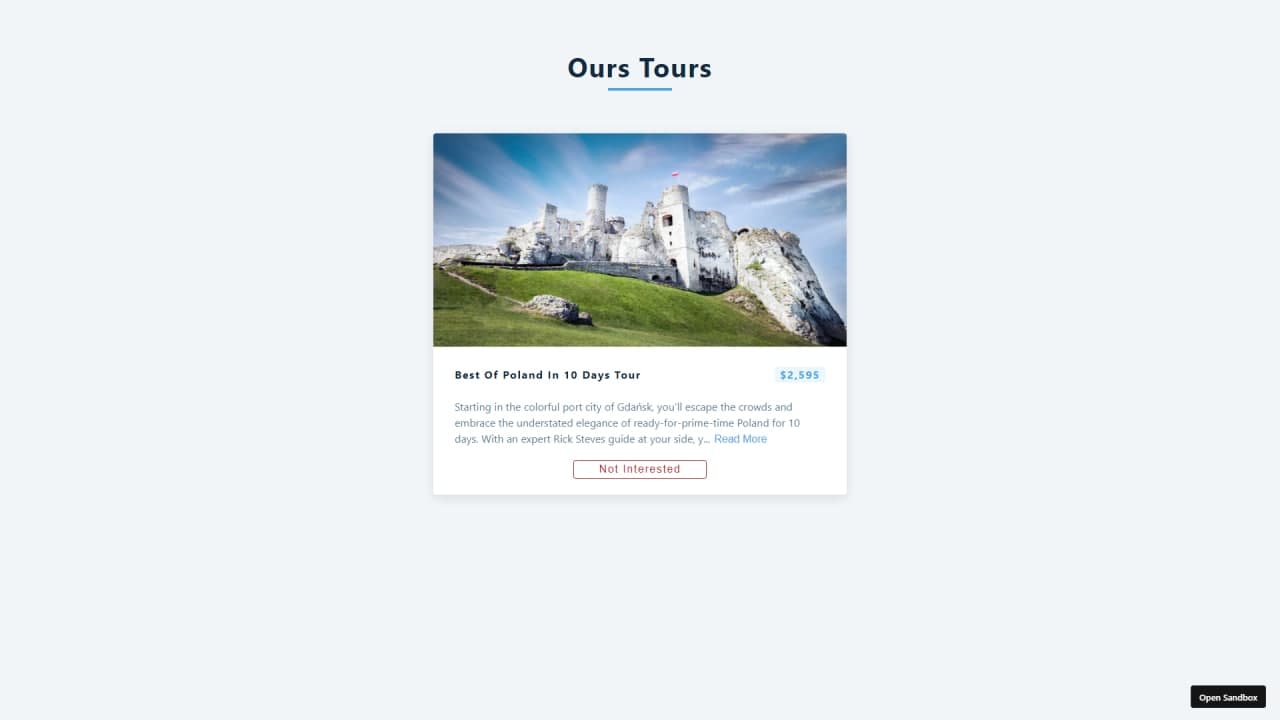 Ours Tours
Best Of Poland In 10 Days Tour
$2,595
Starting in the colorful port city of Gdańsk, you'll escape the crowds and
embrace the understated elegance of ready-for-prime-time Poland for 10
days. With an expert Rick Steves guide at your side, y... Read More
Not Interested
Open Sandbox